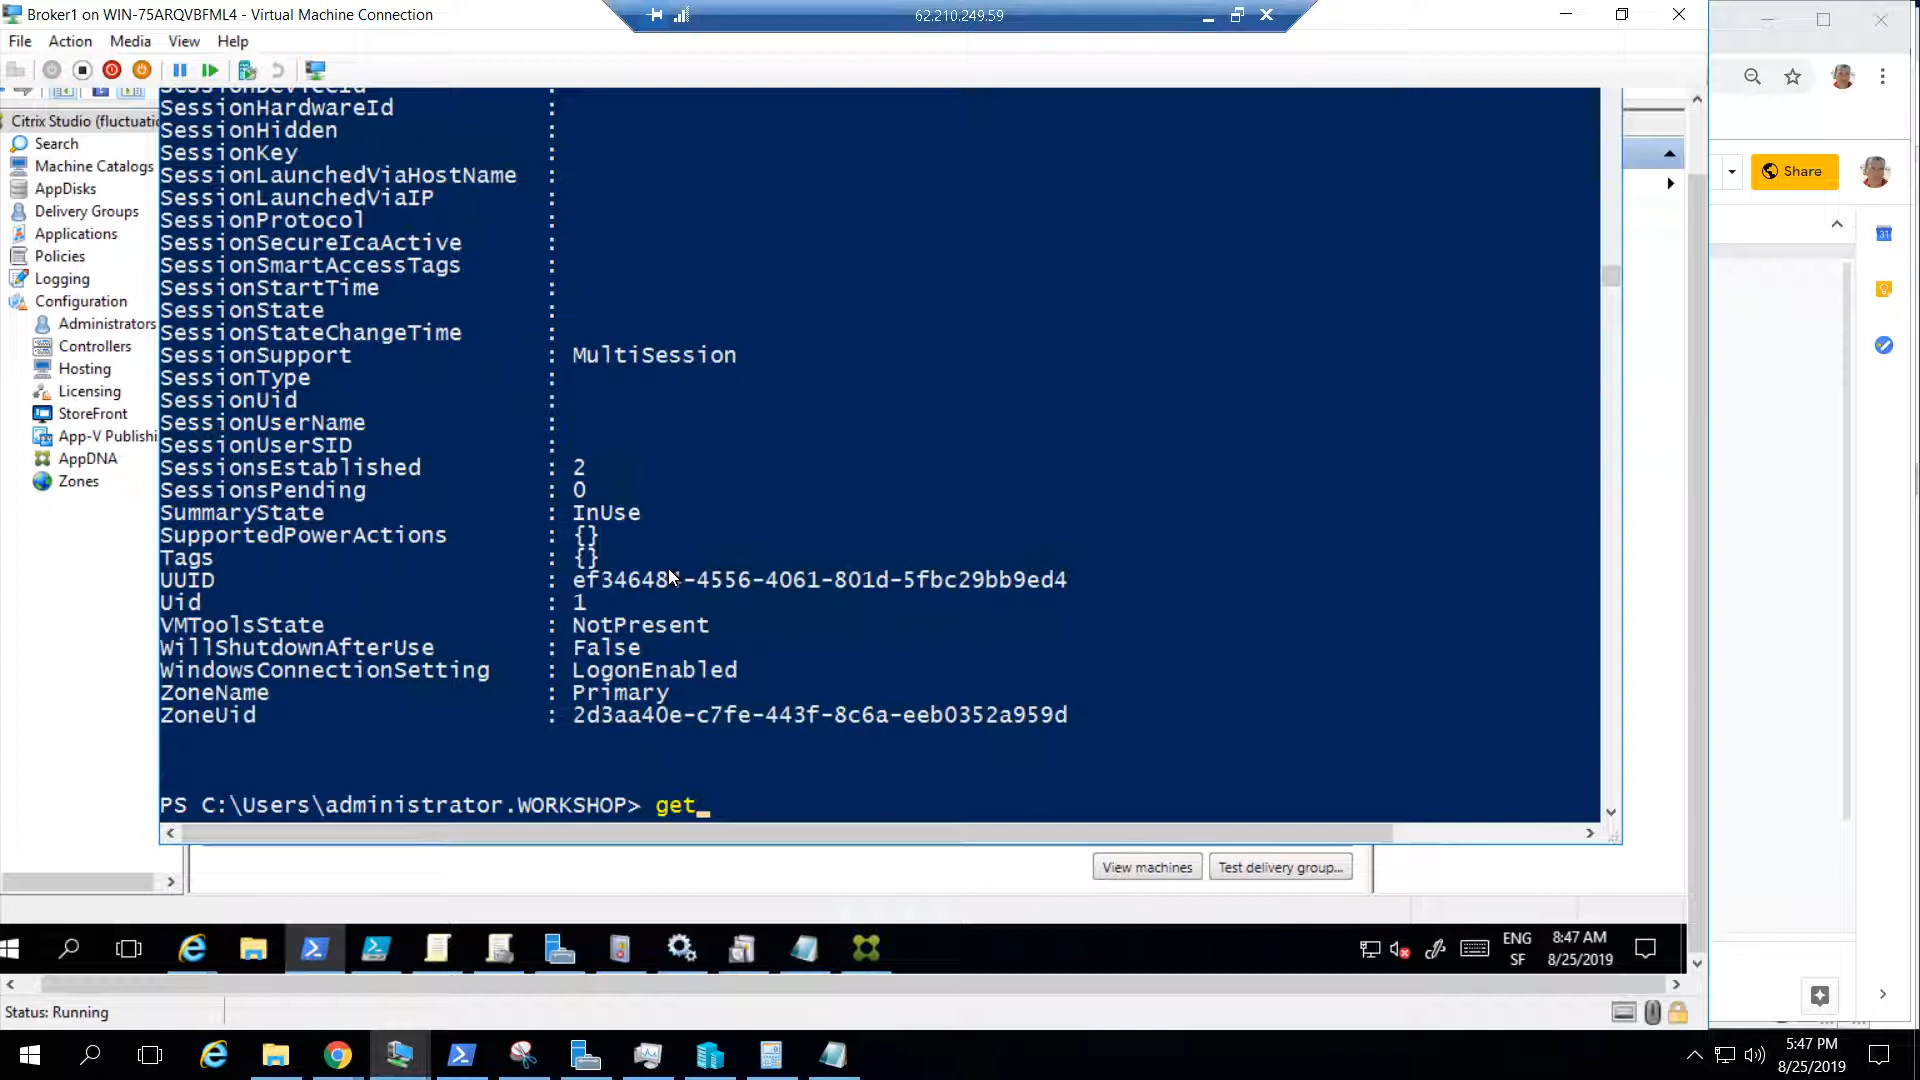 Broker1 on WIN-75ARQVBFML4 - Virtual Machine Connection
62.210.249.59
File Action Media View Help
Citrix Studio (fluctuatio
Search
Machine Catalogs
AppDisks
Delivery Groups
Applications
Policies
Logging
Configuration
Administrators
Controllers
Hosting
Licensing
StoreFront
App-V Publishi
AppDNA
Zones
SessionDeviceId :
SessionHardwareId :
SessionHidden :
SessionKey :
SessionLaunchedViaHostName :
SessionLaunchedViaIP :
SessionProtocol :
SessionSecureIcaActive :
SessionSmartAccessTags :
SessionStartTime :
SessionState :
SessionStateChangeTime :
SessionSupport : MultiSession
SessionType :
SessionUid :
SessionUserName :
SessionUserSID :
SessionsEstablished : 2
SessionsPending : 0
SummaryState : InUse
SupportedPowerActions : {}
Tags : {}
UUID : -4556-4061-801d-5fbc29bb9ed4
Uid : 1
VMToolsState : NotPresent
WillShutdownAfterUse : False
WindowsConnectionSetting : LogonEnabled
ZoneName : Primary
ZoneUid : 2d3aa40e-c7fe-443f-8c6a-eeb0352a959d
PS C:\Users\administrator.WORKSHOP> get_
View machines Test delivery group...
Share
31
ENG
SF
8:47 AM
8/25/2019
Status: Running
5:47 PM
8/25/2019